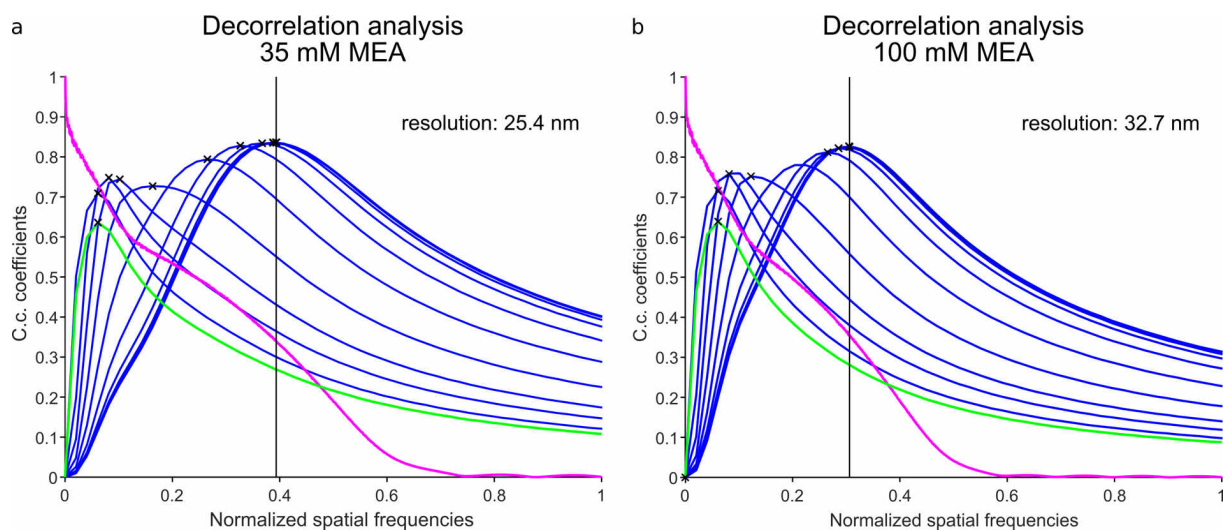 a
Decorrelation analysis
35 mM MEA
resolution: 25.4 nm
C.c. coefficients
1
0.9
0.8
0.7
0.6
0.5
0.4
0.3
0.2
0.1
0
0 0.2 0.4 0.6 0.8 1
Normalized spatial frequencies
b
Decorrelation analysis
100 mM MEA
resolution: 32.7 nm
C.c. coefficients
1
0.9
0.8
0.7
0.6
0.5
0.4
0.3
0.2
0.1
0
0 0.2 0.4 0.6 0.8 1
Normalized spatial frequencies